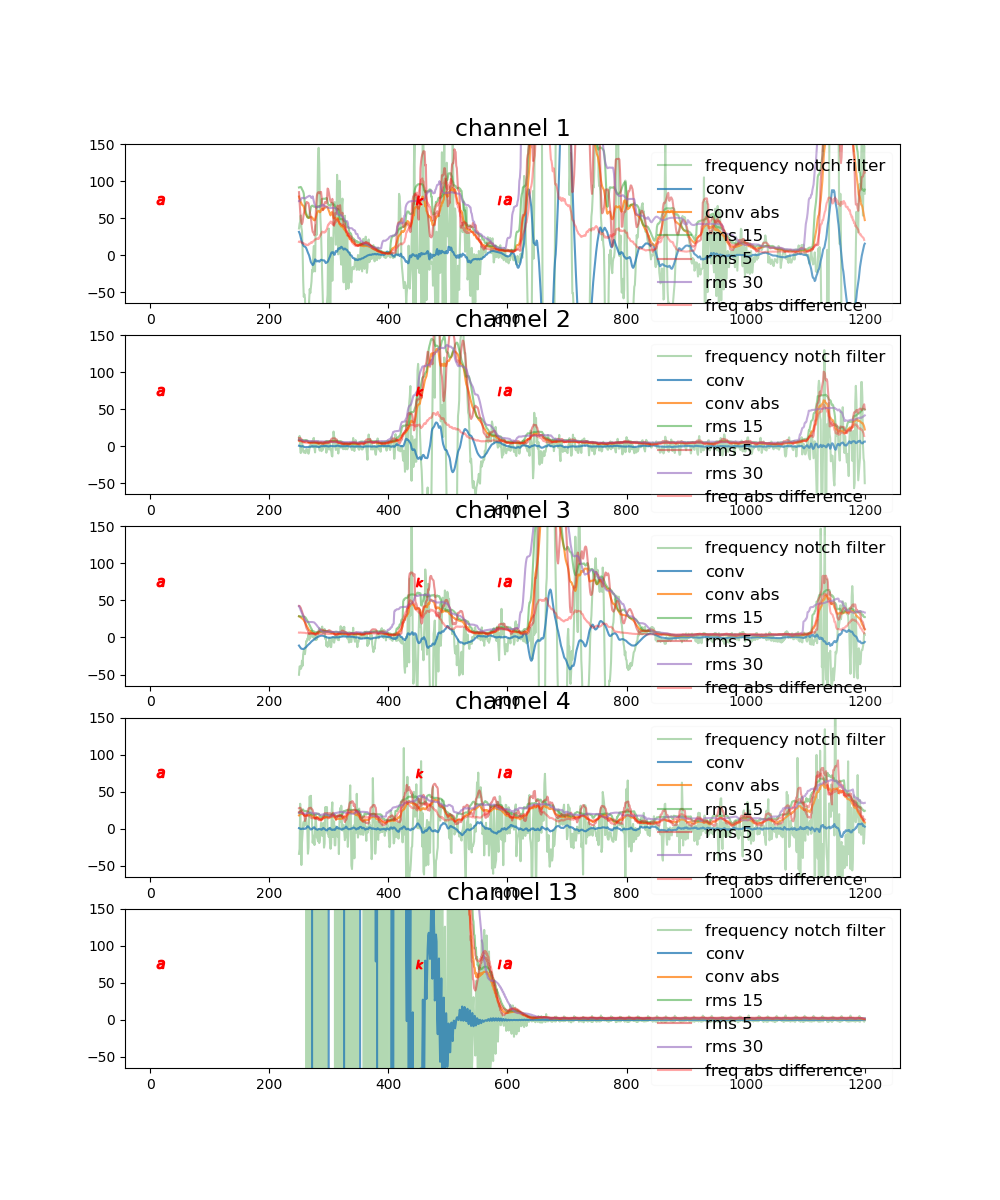 channel 1
150
100
50
0
−50
a
k
l a
frequency notch filter
conv
conv abs
rms 15
rms 5
rms 30
freq abs difference
0 200 400 600 800 1000 1200
channel 2
150
100
50
0
−50
a
k
l a
frequency notch filter
conv
conv abs
rms 15
rms 5
rms 30
freq abs difference
0 200 400 600 800 1000 1200
channel 3
150
100
50
0
−50
a
k
l a
frequency notch filter
conv
conv abs
rms 15
rms 5
rms 30
freq abs difference
0 200 400 600 800 1000 1200
channel 4
150
100
50
0
−50
a
k
l a
frequency notch filter
conv
conv abs
rms 15
rms 5
rms 30
freq abs difference
0 200 400 600 800 1000 1200
channel 13
150
100
50
0
−50
a
k
l a
frequency notch filter
conv
conv abs
rms 15
rms 5
rms 30
freq abs difference
0 200 400 600 800 1000 1200